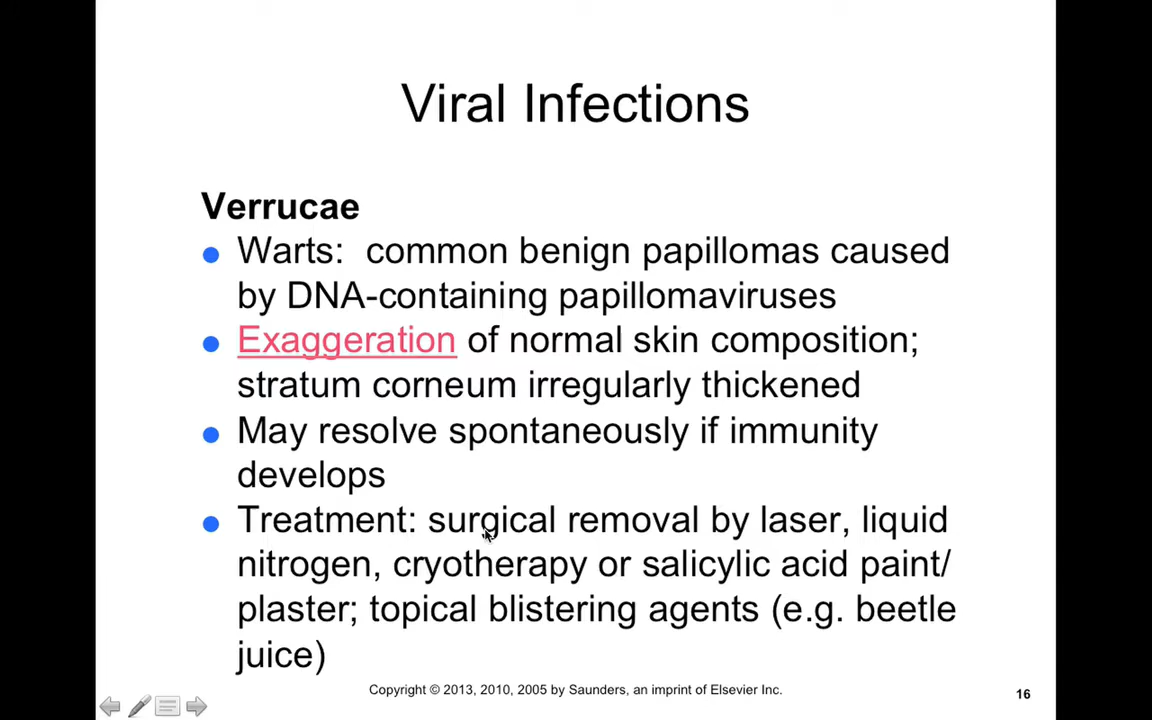 Viral Infections
Verrucae
Warts:  common benign papillomas caused
by DNA-containing papillomaviruses
Exaggeration of normal skin composition;
stratum corneum irregularly thickened
May resolve spontaneously if immunity
develops
Treatment: surgical removal by laser, liquid
nitrogen, cryotherapy or salicylic acid paint/
plaster; topical blistering agents (e.g. beetle
juice)
Copyright © 2013, 2010, 2005 by Saunders, an imprint of Elsevier Inc.
16